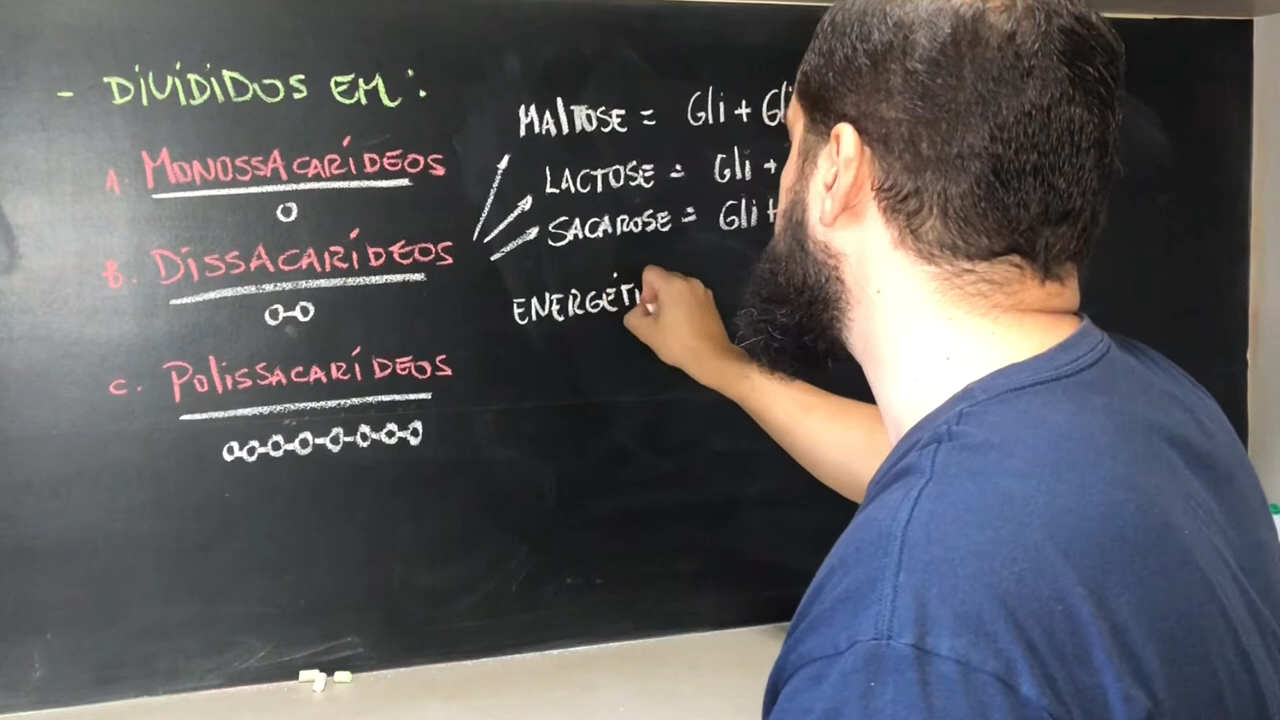 - DIVIDIDOS EM:
A. MONOSSACARÍDEOS
B. DISSACARÍDEOS
C. POLISSACARÍDEOS
MALTOSE = Gli + Gli
LACTOSE = Gli +
SACAROSE = Gli +
ENERGÉTI